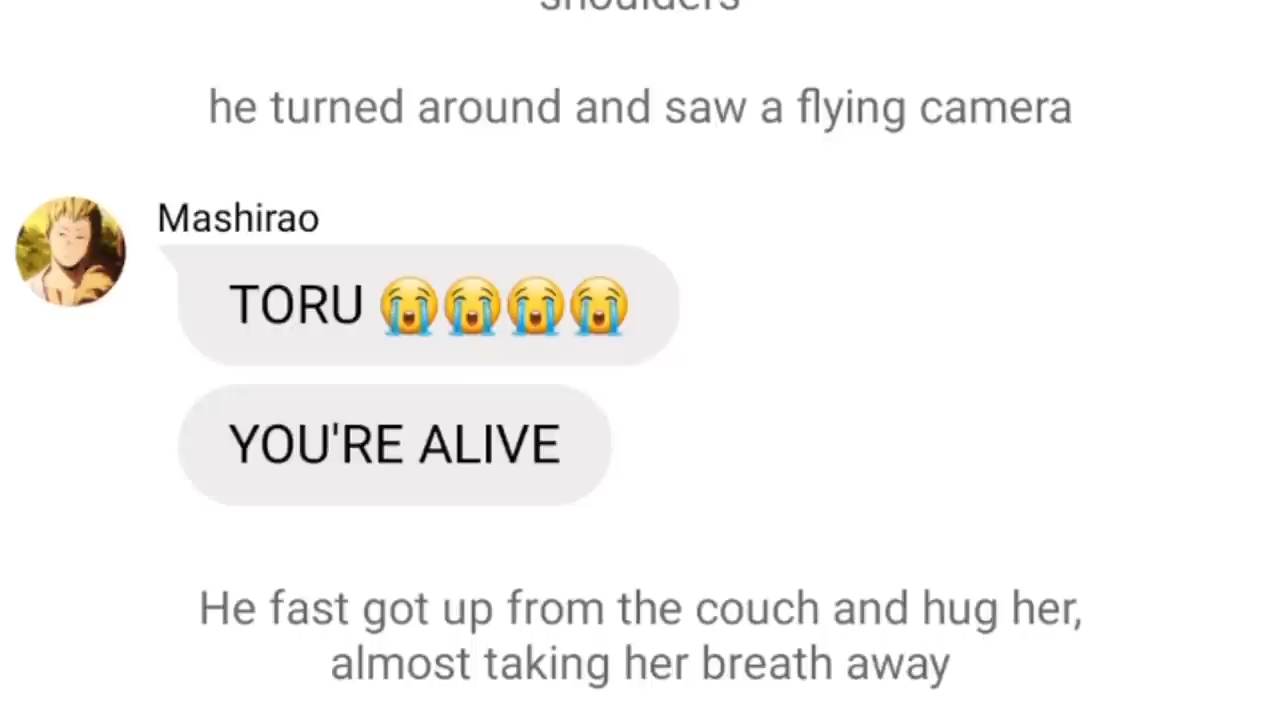 shoulders
he turned around and saw a flying camera
Mashirao
TORU 😭😭😭😭
YOU'RE ALIVE
He fast got up from the couch and hug her,
almost taking her breath away